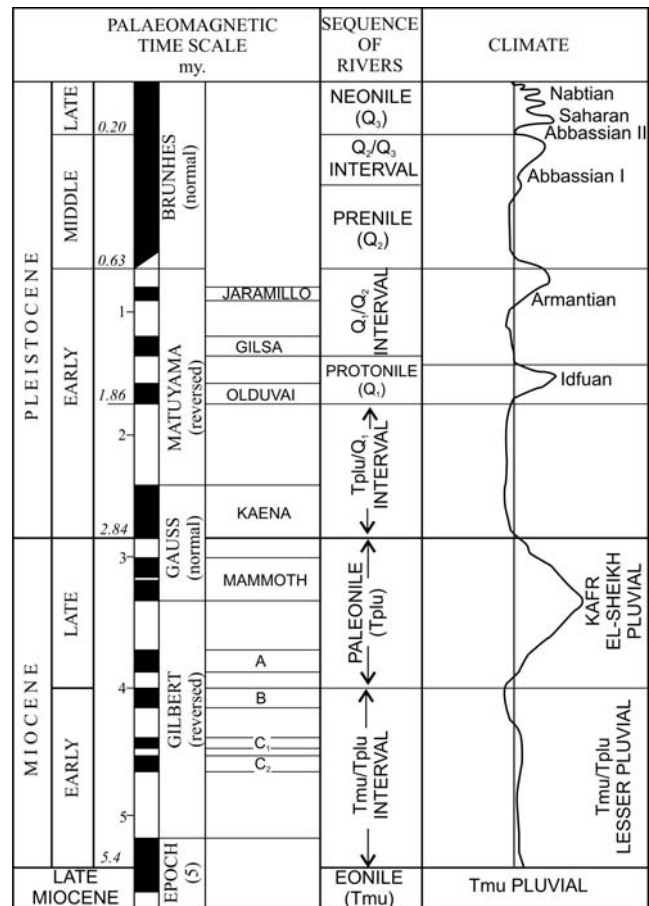 PALAEOMAGNETIC
TIME SCALE
my.
SEQUENCE
OF
RIVERS
CLIMATE
PLEISTOCENE
LATE
MIDDLE
EARLY
0.20
0.63
1
1.86
2
2.84
BRUNHES
(normal)
MATUYAMA
(reversed)
JARAMILLO
GILSA
OLDUVAI
KAENA
NEONILE
(Q3)
Q2/Q3
INTERVAL
PRENILE
(Q2)
Q1/Q2
INTERVAL
PROTONILE
(Q1)
Tplu/Q1
INTERVAL
Nabtian
Saharan
Abbassian II
Abbassian I
Armantian
Idfuan
MIOCENE
LATE
EARLY
3
4
5
5.4
GAUSS
(normal)
GILBERT
(reversed)
MAMMOTH
A
B
C1
C2
PALEONILE
(Tplu)
Tmu/Tplu
INTERVAL
KAFR
EL-SHEIKH
PLUVIAL
Tmu/Tplu
LESSER PLUVIAL
LATE
MIOCENE
EPOCH
(5)
EONILE
(Tmu)
Tmu PLUVIAL